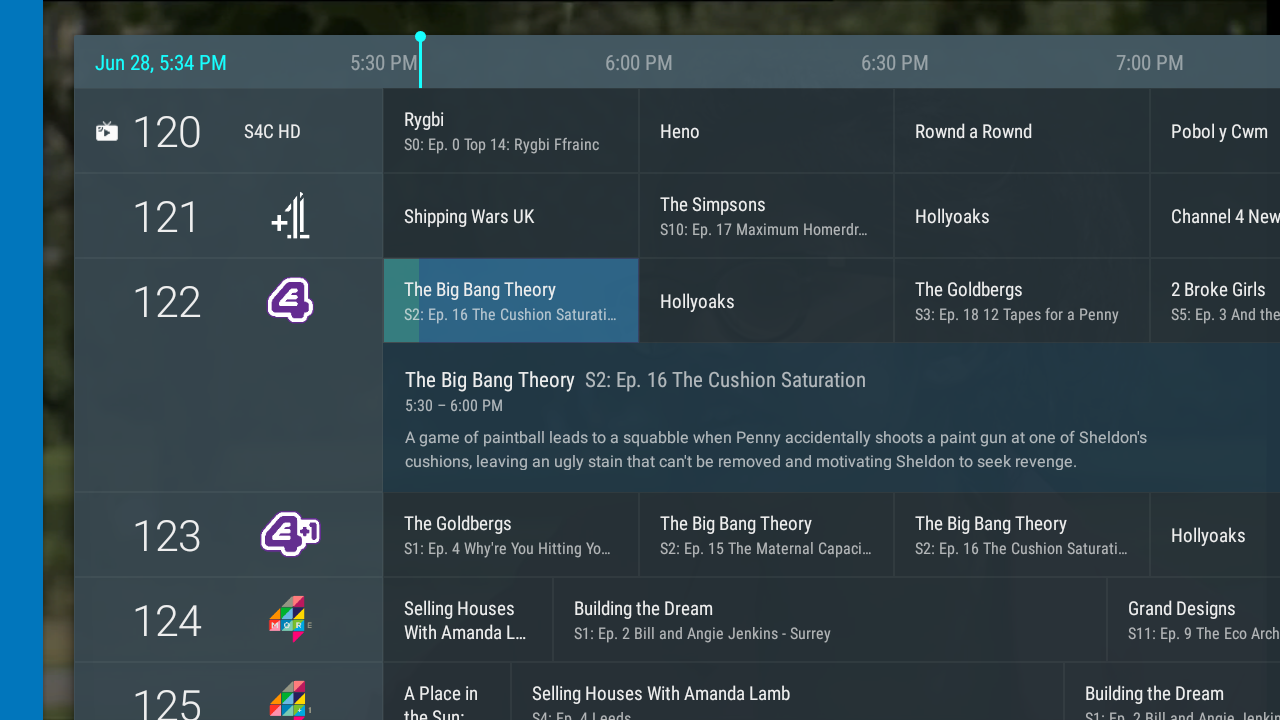 Jun 28, 5:34 PM 5:30 PM 6:00 PM 6:30 PM 7:00 PM
120 S4C HD
Rygbi
S0: Ep. 0 Top 14: Rygbi Ffrainc
Heno
Rownd a Rownd
Pobol y Cwm
121 +4
Shipping Wars UK
The Simpsons
S10: Ep. 17 Maximum Homerdr…
Hollyoaks
Channel 4 New
122 E4
The Big Bang Theory
S2: Ep. 16 The Cushion Saturati…
Hollyoaks
The Goldbergs
S3: Ep. 18 12 Tapes for a Penny
2 Broke Girls
S5: Ep. 3 And the
The Big Bang Theory S2: Ep. 16 The Cushion Saturation
5:30 – 6:00 PM
A game of paintball leads to a squabble when Penny accidentally shoots a paint gun at one of Sheldon's
cushions, leaving an ugly stain that can't be removed and motivating Sheldon to seek revenge.
123 E4+1
The Goldbergs
S1: Ep. 4 Why're You Hitting Yo…
The Big Bang Theory
S2: Ep. 15 The Maternal Capaci…
The Big Bang Theory
S2: Ep. 16 The Cushion Saturati…
Hollyoaks
124 MORE
Selling Houses
With Amanda L…
Building the Dream
S1: Ep. 2 Bill and Angie Jenkins - Surrey
Grand Designs
S11: Ep. 9 The Eco Arch
125
A Place in
the Sun:
Selling Houses With Amanda Lamb
S4: Ep. 4 Leeds
Building the Dream
S1: Ep. 2 Bill and Angie Jenki